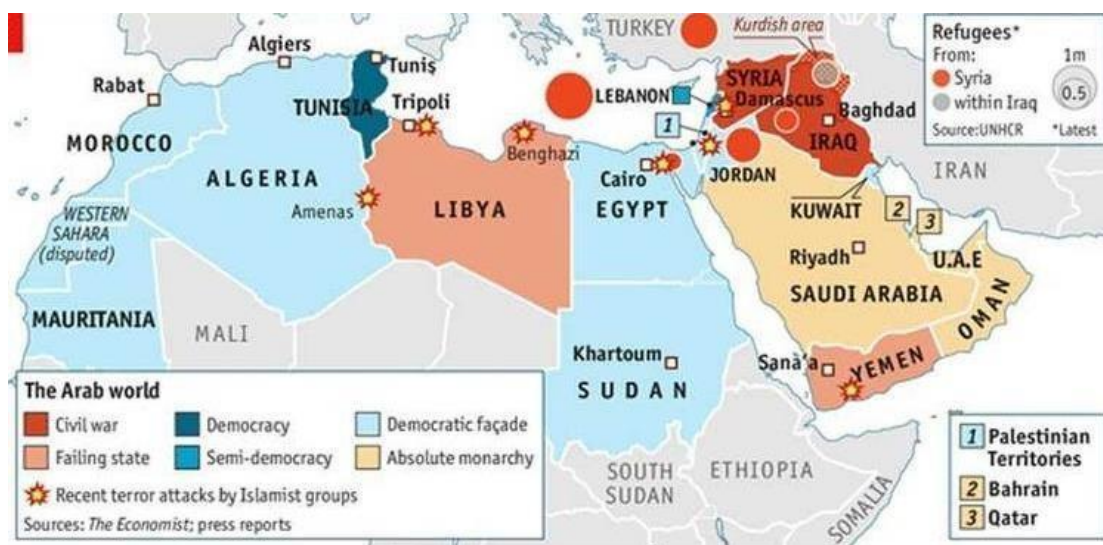 TURKEY
Kurdish area
Algiers
Tunis
Rabat
TUNISIA
Tripoli
LEBANON
SYRIA
Damascus
Baghdad
IRAQ
1
MOROCCO
Benghazi
Cairo
JORDAN
IRAN
ALGERIA
Amenas
LIBYA
EGYPT
KUWAIT
2
3
WESTERN
SAHARA
(disputed)
Riyadh
U.A.E
SAUDI ARABIA
OMAN
MAURITANIA
MALI
Khartoum
SUDAN
Sanà'a
YEMEN
SOUTH
SUDAN
ETHIOPIA
SOMALIA
Refugees*
From:
Syria
within Iraq
1m
0.5
Source:UNHCR *Latest
The Arab world
Civil war
Democracy
Democratic façade
Failing state
Semi-democracy
Absolute monarchy
Recent terror attacks by Islamist groups
Sources: The Economist; press reports
1 Palestinian
Territories
2 Bahrain
3 Qatar